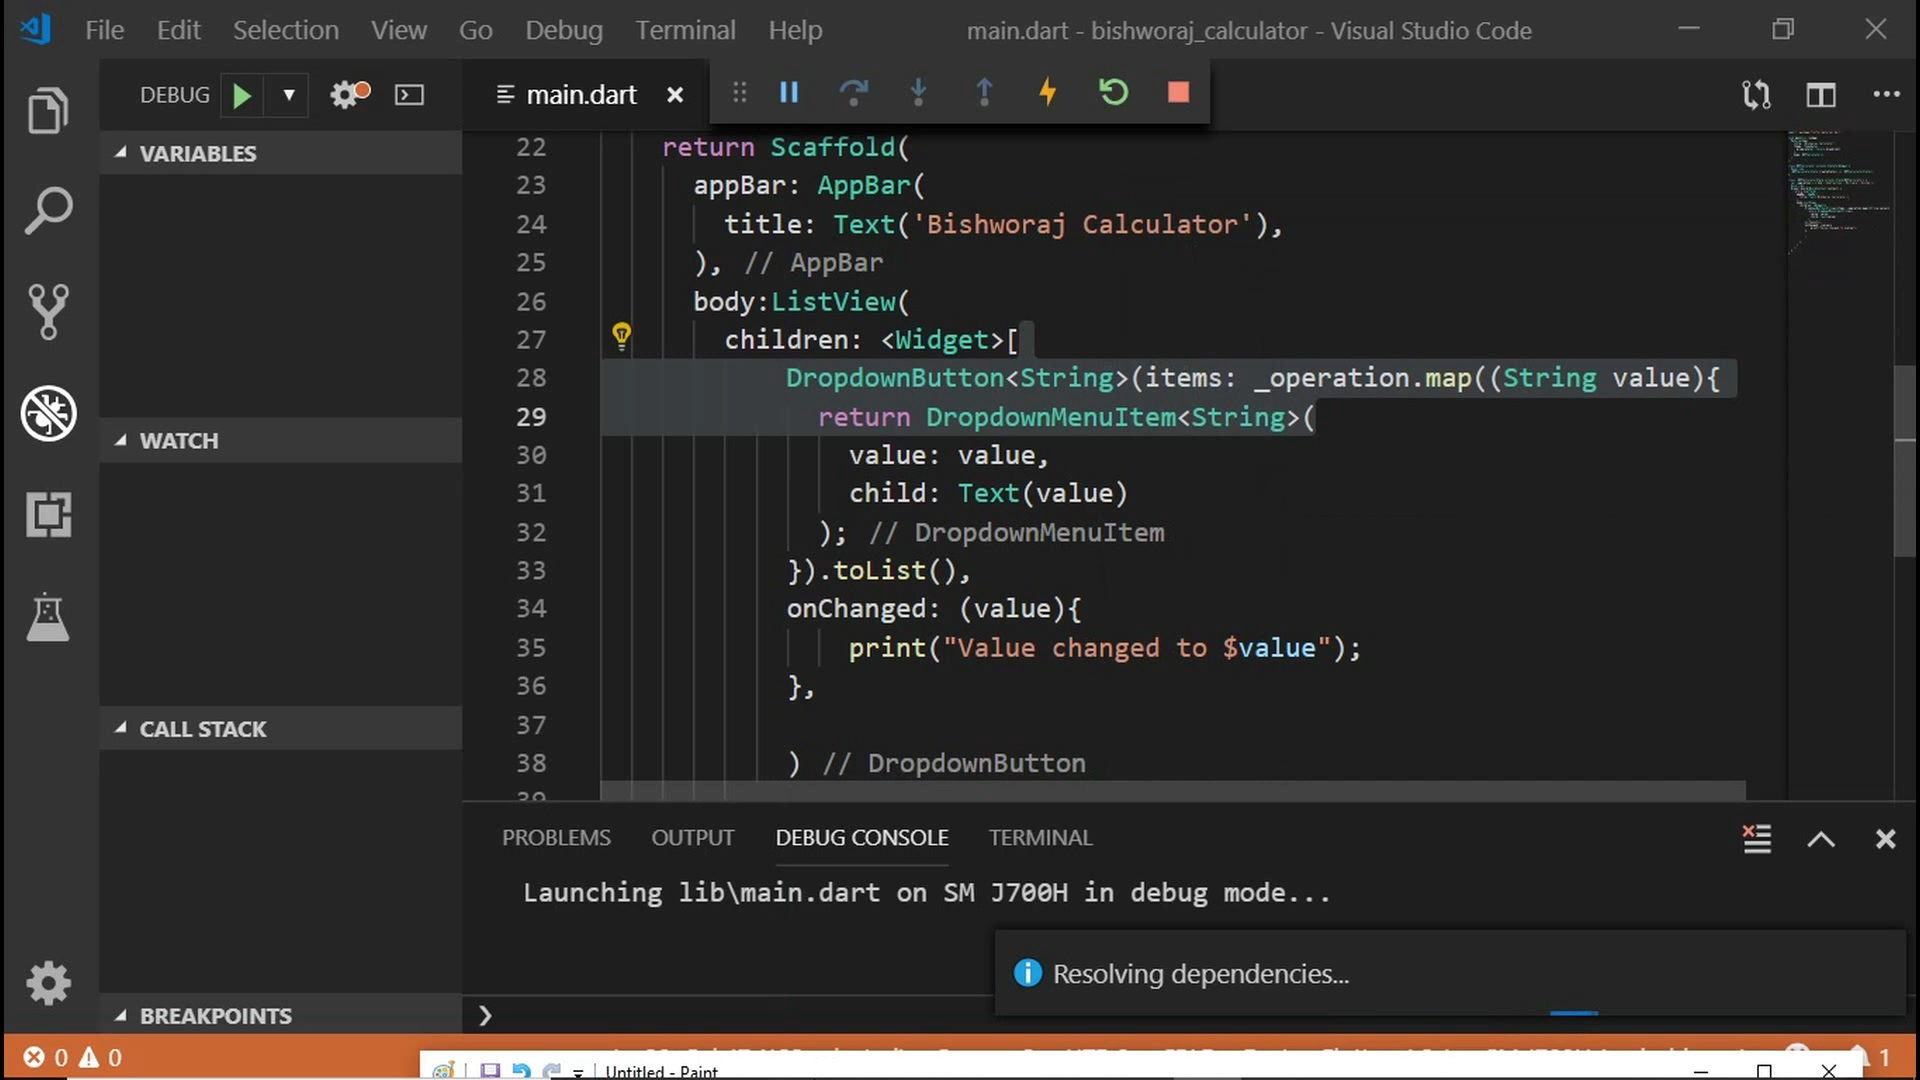 File Edit Selection View Go Debug Terminal Help
main.dart - bishworaj_calculator - Visual Studio Code
DEBUG
main.dart
VARIABLES
WATCH
CALL STACK
BREAKPOINTS
22 return Scaffold(
23 appBar: AppBar(
24 title: Text('Bishworaj Calculator'),
25 ), // AppBar
26 body:ListView(
27 children: <Widget>[
28 DropdownButton<String>(items: _operation.map((String value){
29 return DropdownMenuItem<String>(
30 value: value,
31 child: Text(value)
32 ); // DropdownMenuItem
33 }).toList(),
34 onChanged: (value){
35 print("Value changed to $value");
36 },
37
38 ) // DropdownButton
39
PROBLEMS OUTPUT DEBUG CONSOLE TERMINAL
Launching lib\main.dart on SM J700H in debug mode...
Resolving dependencies...
0 0
1
Untitled - Paint